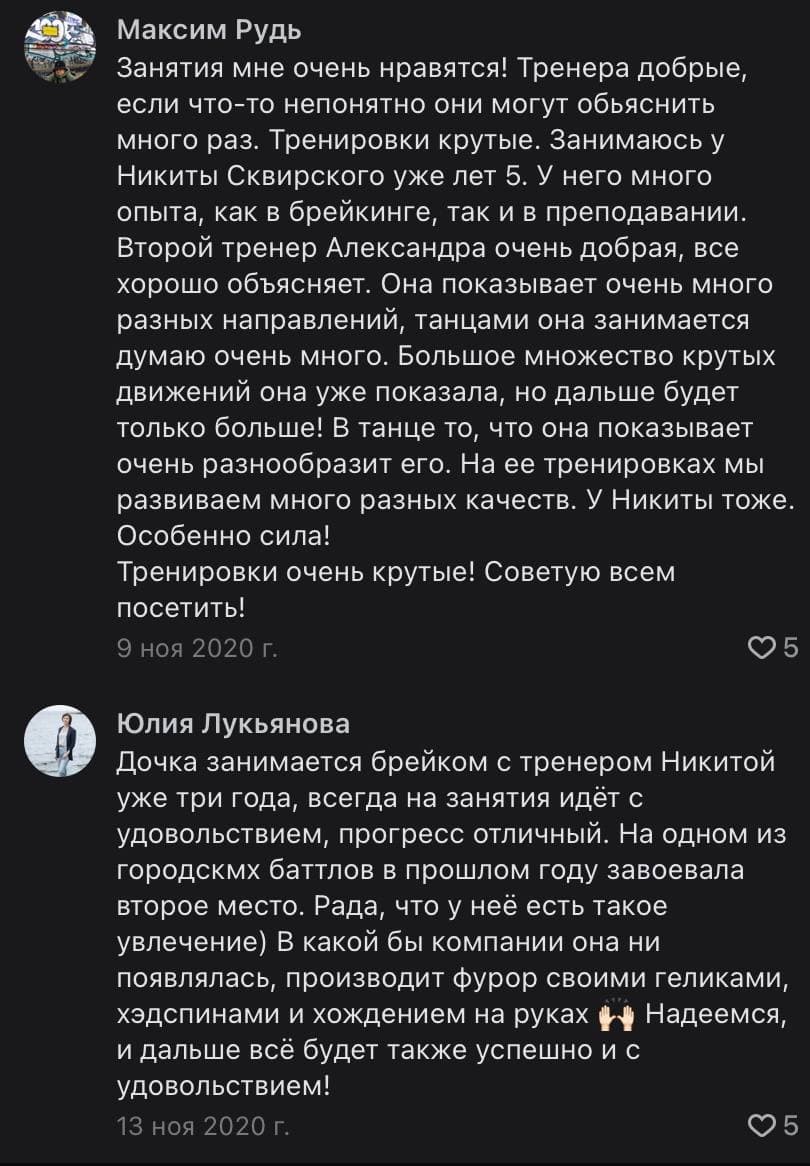 Максим Рудь
Занятия мне очень нравятся! Тренера добрые,
если что-то непонятно они могут обьяснить
много раз. Тренировки крутые. Занимаюсь у
Никиты Сквирского уже лет 5. У него много
опыта, как в брейкинге, так и в преподавании.
Второй тренер Александра очень добрая, все
хорошо объясняет. Она показывает очень много
разных направлений, танцами она занимается
думаю очень много. Большое множество крутых
движений она уже показала, но дальше будет
только больше! В танце то, что она показывает
очень разнообразит его. На ее тренировках мы
развиваем много разных качеств. У Никиты тоже.
Особенно сила!
Тренировки очень крутые! Советую всем
посетить!
9 ноя 2020 г. 5
Юлия Лукьянова
Дочка занимается брейком с тренером Никитой
уже три года, всегда на занятия идёт с
удовольствием, прогресс отличный. На одном из
городскмх баттлов в прошлом году завоевала
второе место. Рада, что у неё есть такое
увлечение) В какой бы компании она ни
появлялась, производит фурор своими геликами,
хэдспинами и хождением на руках 🙌🏻 Надеемся,
и дальше всё будет также успешно и с
удовольствием!
13 ноя 2020 г. 5